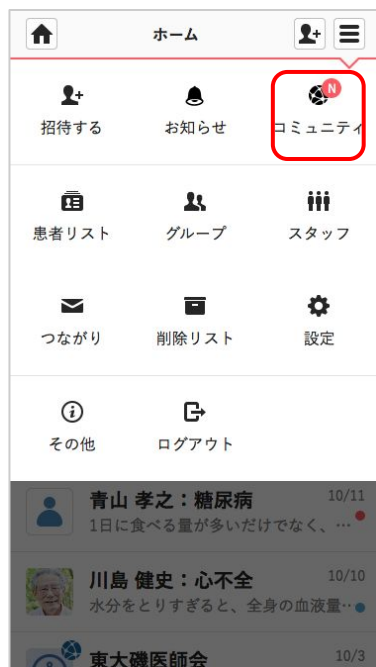 ホーム
招待する
お知らせ
N
コミュニティ
患者リスト
グループ
スタッフ
つながり
削除リスト
設定
その他
ログアウト
青山 孝之：糖尿病
10/11
1日に食べる量が多いだけでなく、…
川島 健史：心不全
10/10
水分をとりすぎると、全身の血液量…
東大磯医師会
10/3